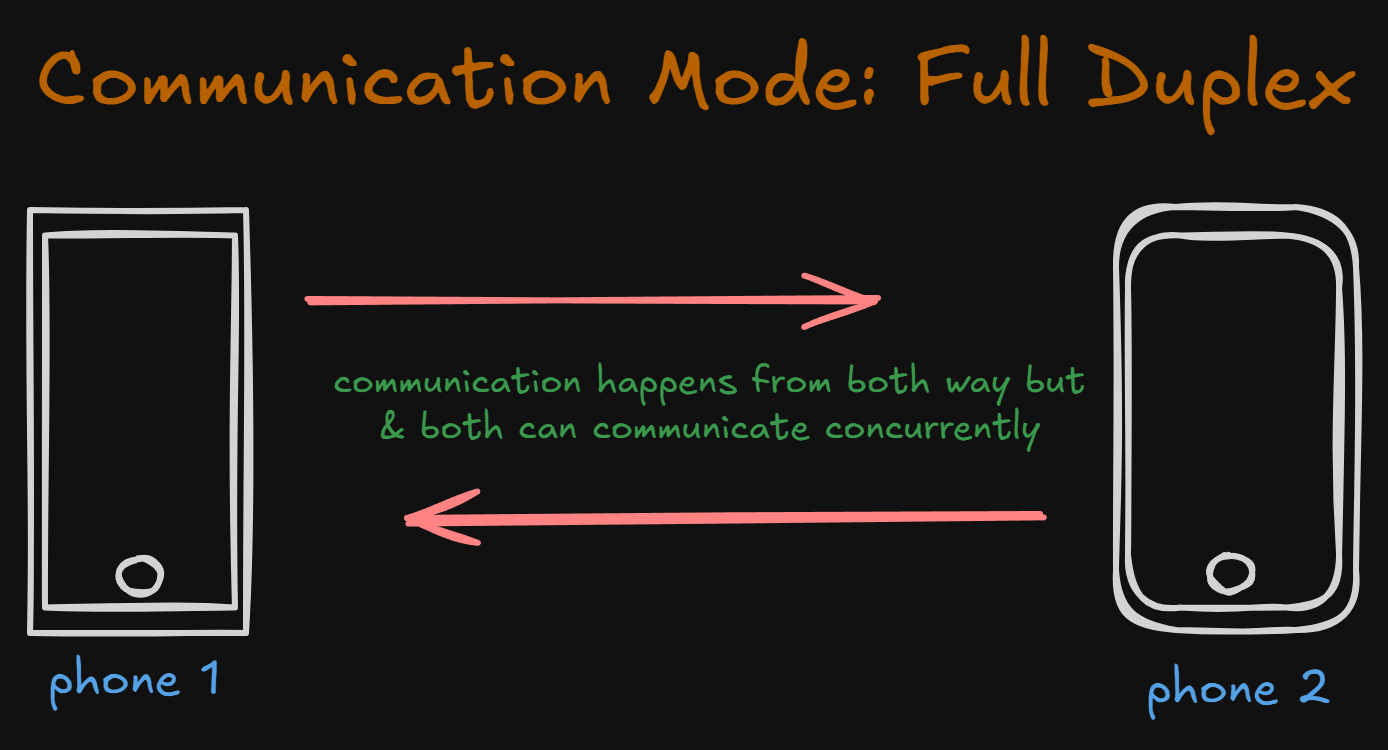 Communication Mode: Full Duplex
communication happens from both way but
& both can communicate concurrently
phone 1
phone 2